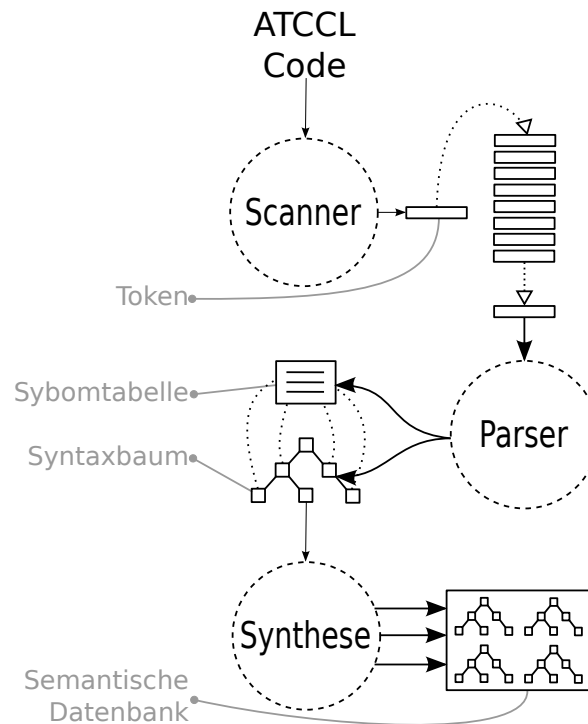 ATCCL
Code
Scanner
Token
Sybomtabelle
Parser
Syntaxbaum
Synthese
Semantische
Datenbank